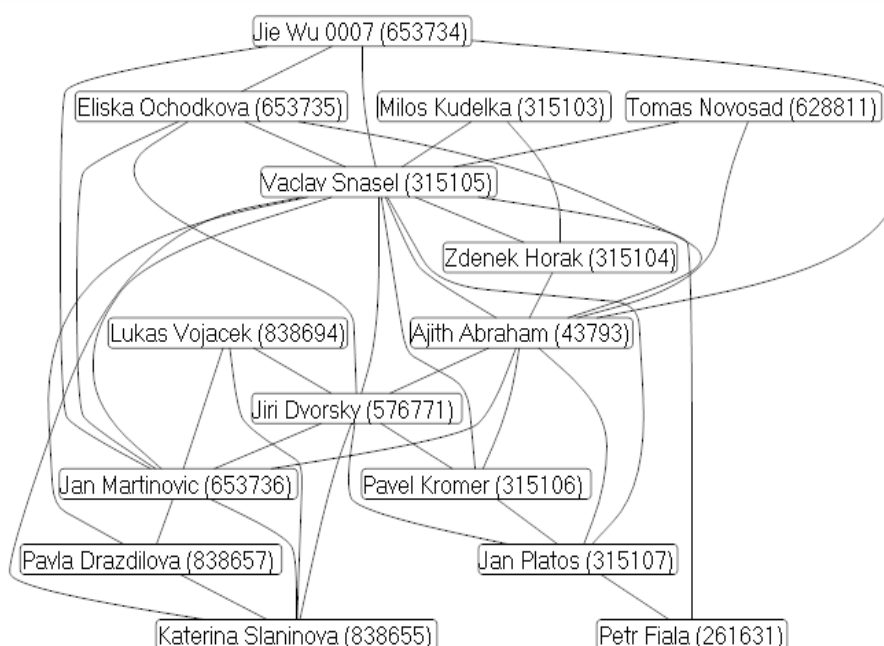 Jie Wu 0007 (653734)
Eliska Ochodkova (653735)
Milos Kudelka (315103)
Tomas Novosad (628811)
Vaclav Snasel (315105)
Zdenek Horak (315104)
Lukas Vojacek (838694)
Ajith Abraham (43793)
Jiri Dvorsky (576771)
Jan Martinovic (653736)
Pavel Kromer (315106)
Pavla Drazdilova (838657)
Jan Platos (315107)
Katerina Slaninova (838655)
Petr Fiala (261631)